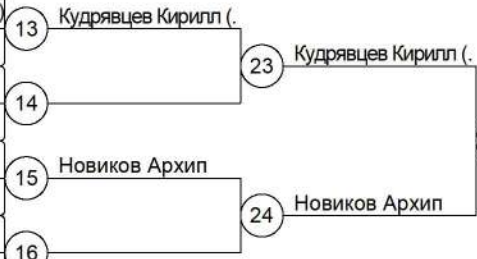 )
13 Кудрявцев Кирилл (.
23 Кудрявцев Кирилл (.
14
15 Новиков Архип
24 Новиков Архип
16